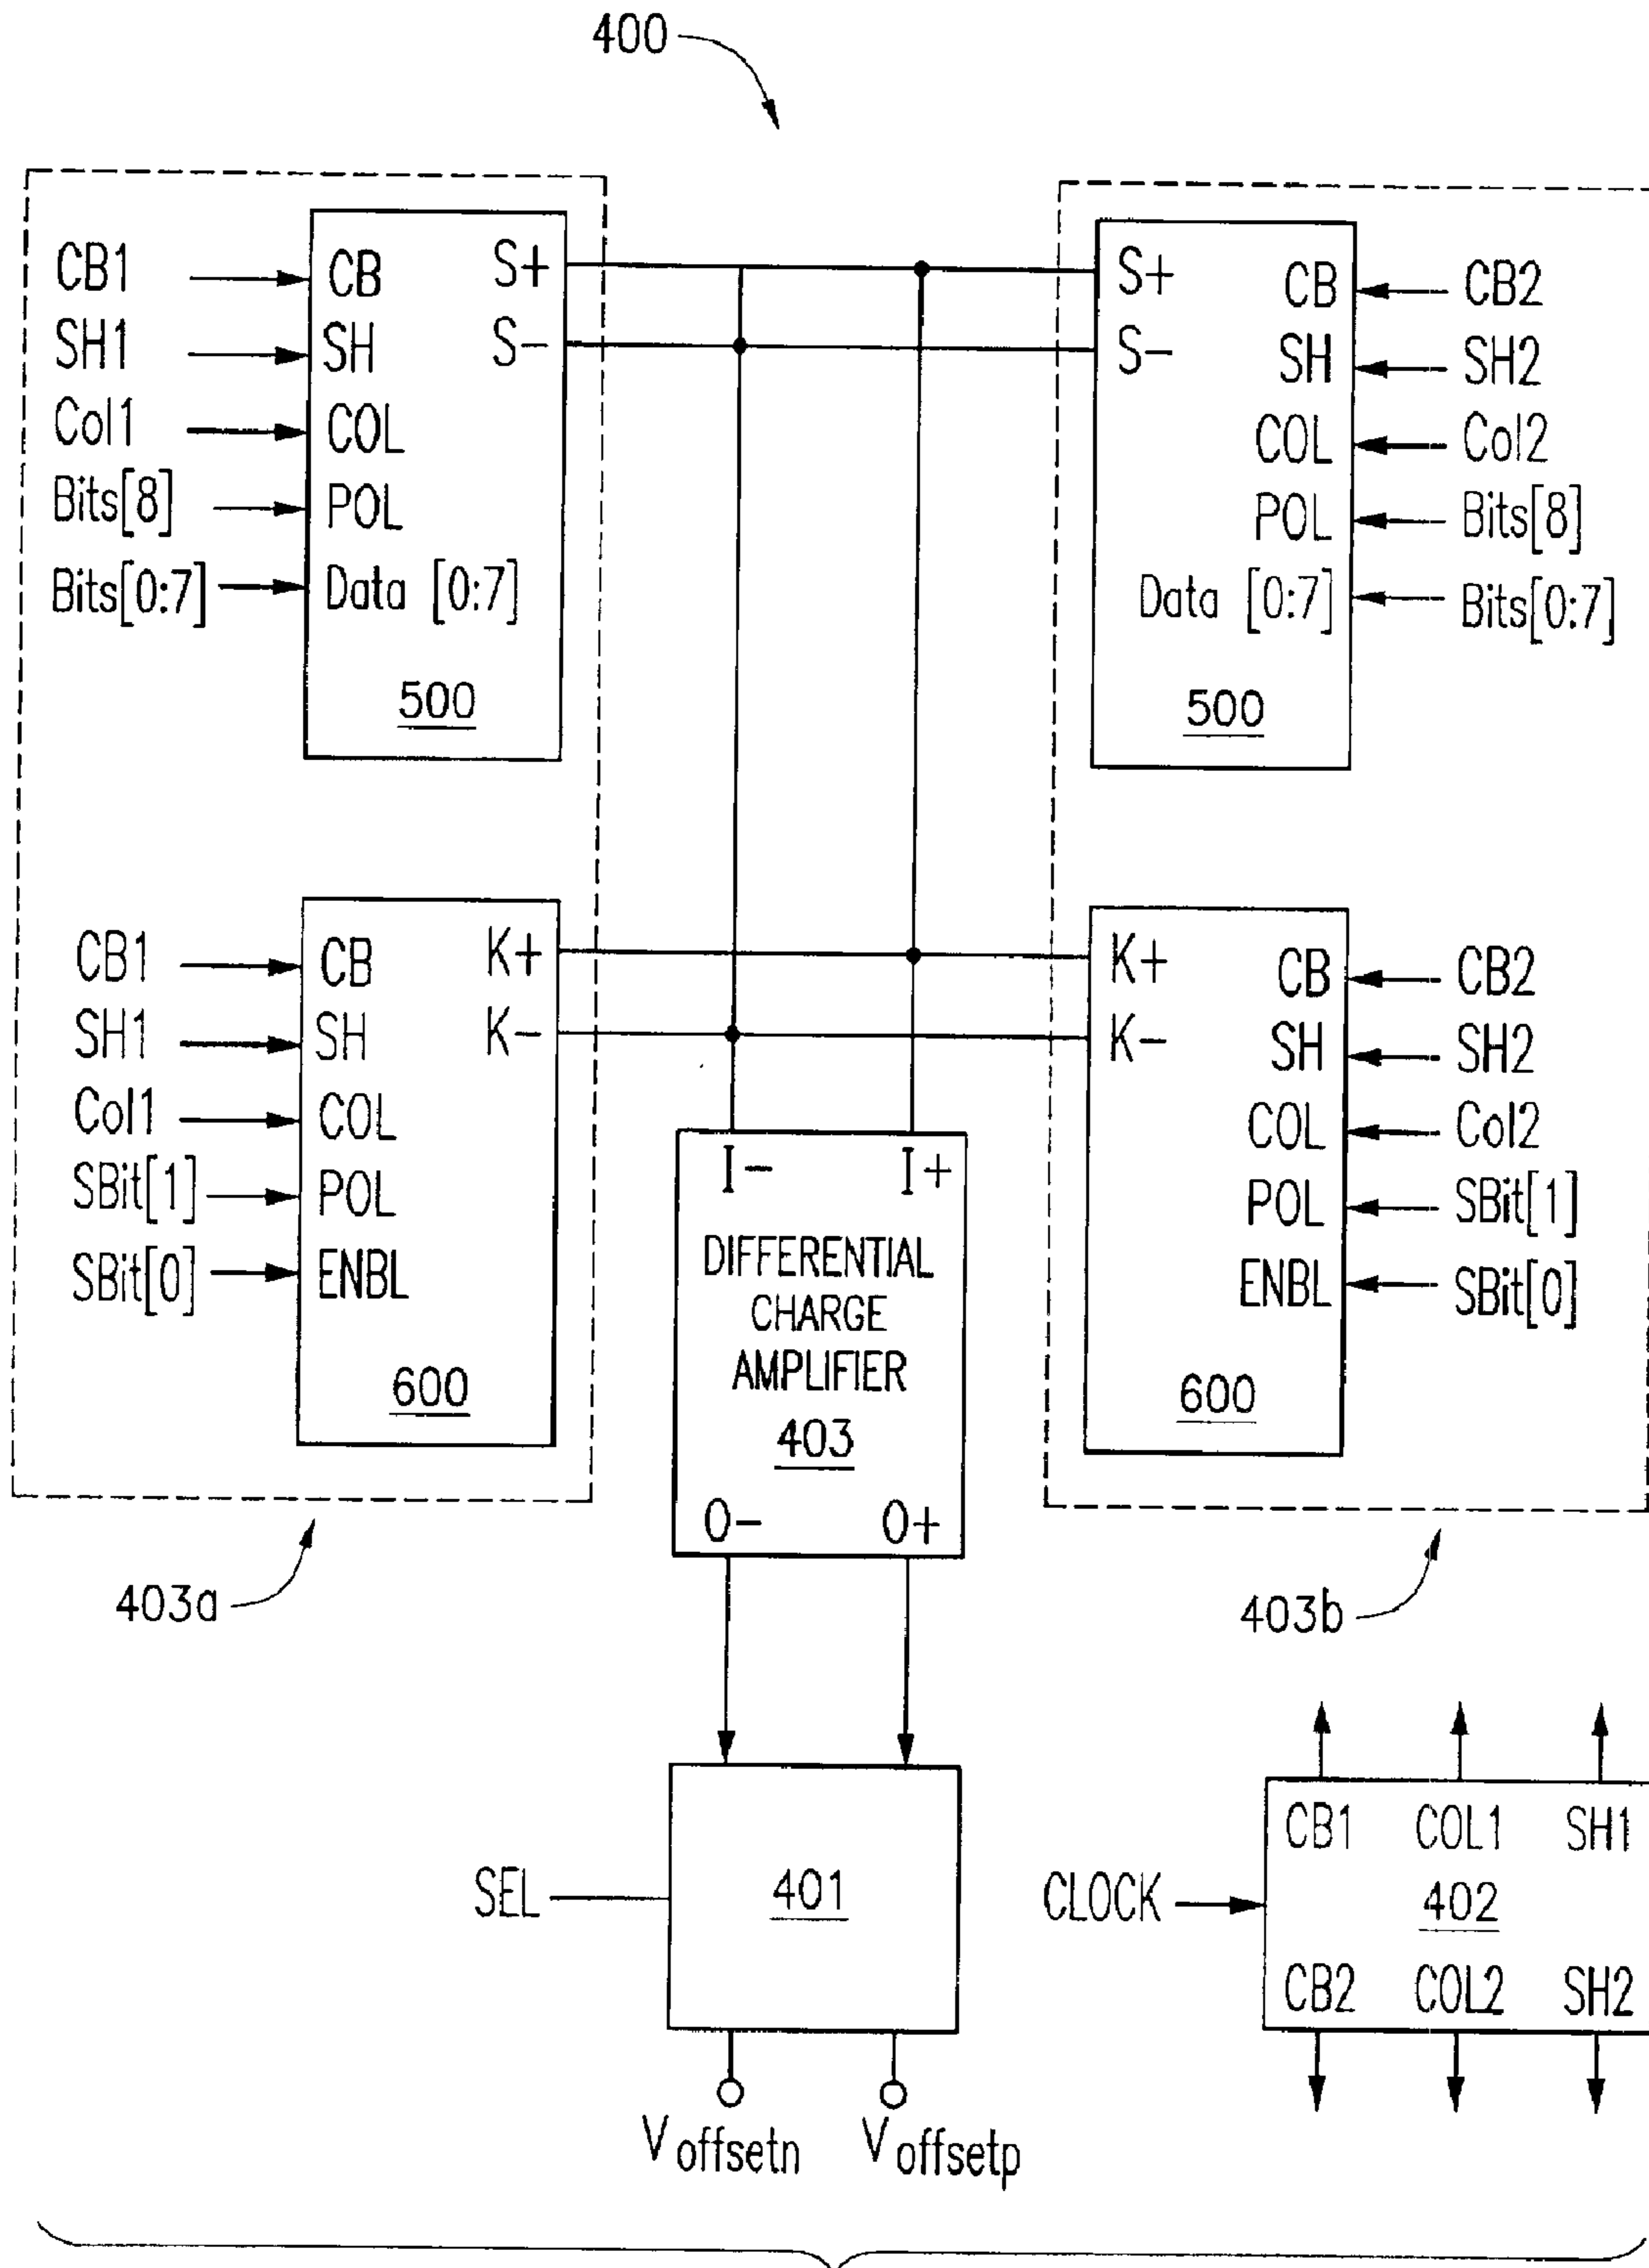 400
CB1
SH1
Col1
Bits[8]
Bits[0:7]
CB
SH
COL
POL
Data [0:7]
S+
S-
500
S+
S-
CB
SH
COL
POL
Data [0:7]
500
CB2
SH2
Col2
Bits[8]
Bits[0:7]
CB1
SH1
Col1
SBit[1]
SBit[0]
CB
SH
COL
POL
ENBL
K+
K-
600
K+
K-
CB
SH
COL
POL
ENBL
600
CB2
SH2
Col2
SBit[1]
SBit[0]
I- I+
DIFFERENTIAL
CHARGE
AMPLIFIER
403
O- O+
403a
403b
SEL
401
Voffsetn
Voffsetp
CLOCK
CB1 COL1 SH1
402
CB2 COL2 SH2